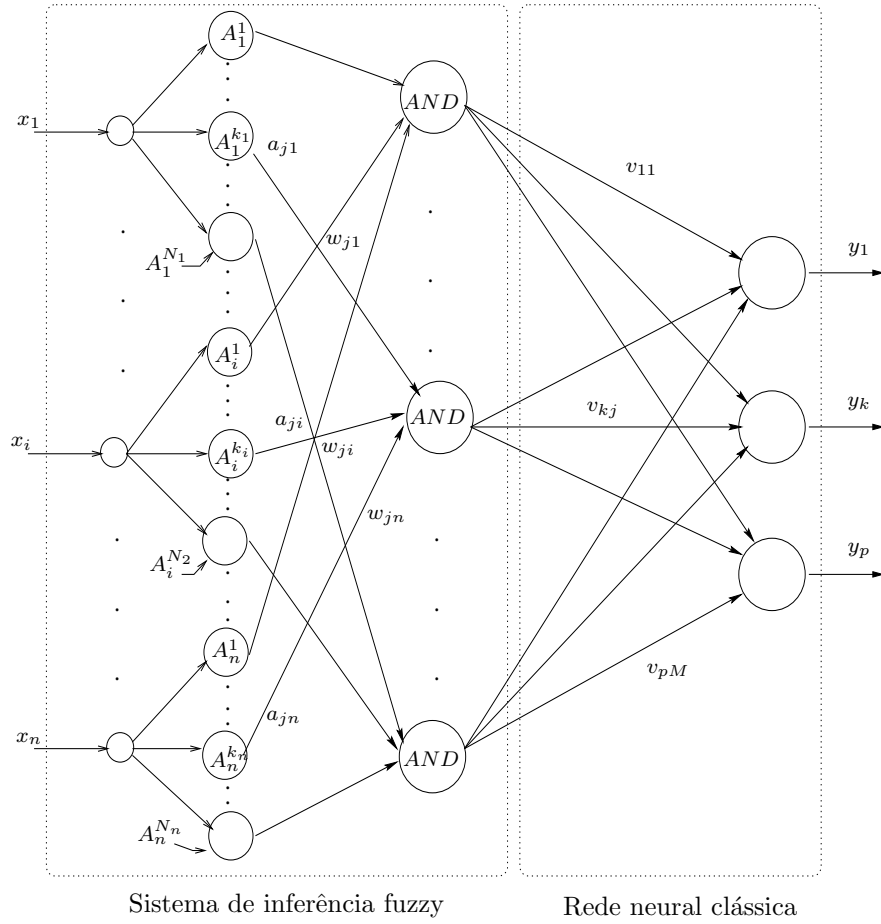 A_1^1
AND
x_1
A_1^{k_1}
a_{j1}
v_{11}
w_{j1}
A_1^{N_1}
y_1
A_i^1
a_{ji}
AND
v_{kj}
y_k
x_i
A_i^{k_i}
w_{ji}
w_{jn}
A_i^{N_2}
y_p
A_n^1
v_{pM}
a_{jn}
x_n
A_n^{k_n}
AND
A_n^{N_n}
Sistema de inferência fuzzy
Rede neural clássica